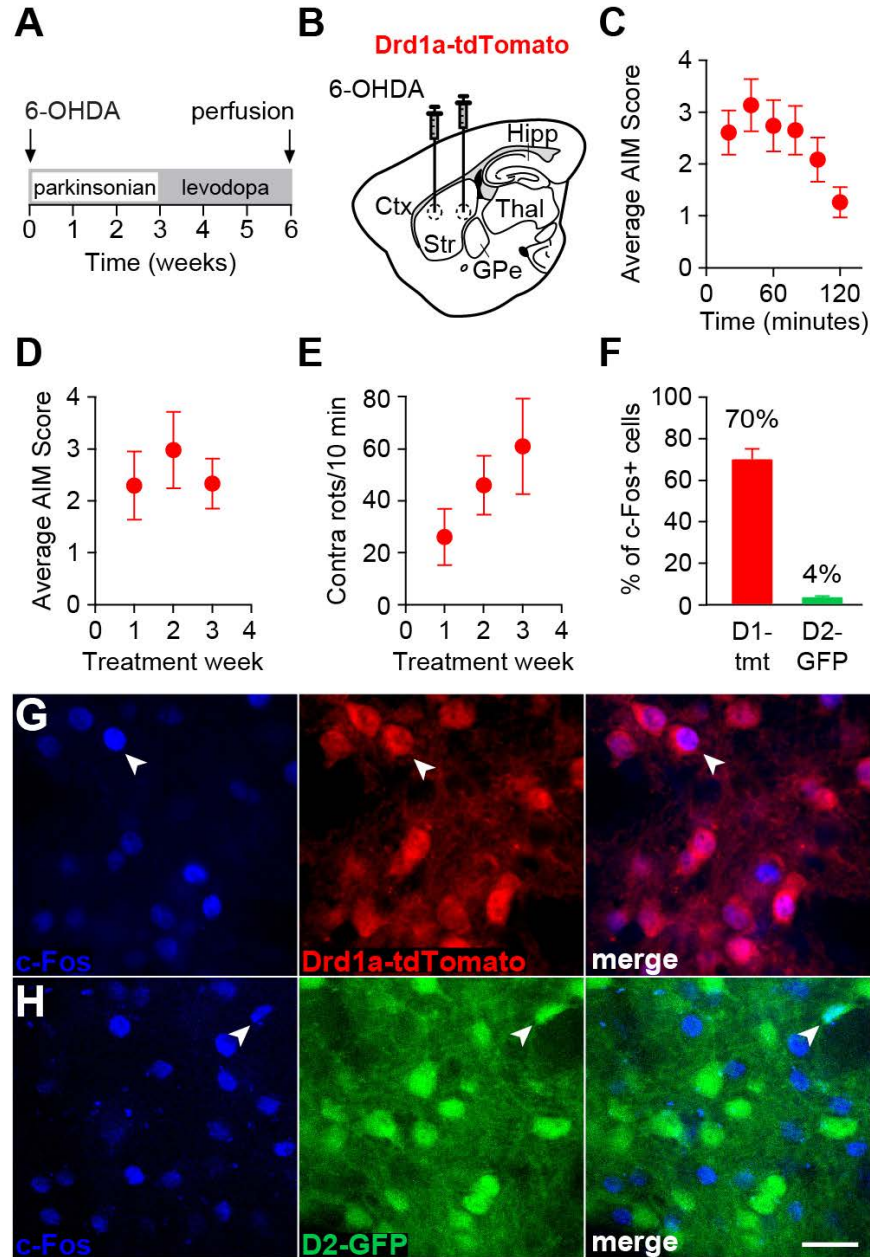 A
6-OHDA perfusion
parkinsonian levodopa
0 1 2 3 4 5 6
Time (weeks)
B
Drd1a-tdTomato
6-OHDA
Hipp
Ctx
Thal
Str
GPe
C
Average AIM Score
4
3
2
1
0
0 60 120
Time (minutes)
D
Average AIM Score
4
3
2
1
0
0 1 2 3 4
Treatment week
E
Contra rots/10 min
80
60
40
20
0
0 1 2 3 4
Treatment week
F
% of c-Fos+ cells
100
80
60
40
20
0
70%
4%
D1- D2-
tmt GFP
G
c-Fos Drd1a-tdTomato merge
H
c-Fos D2-GFP merge